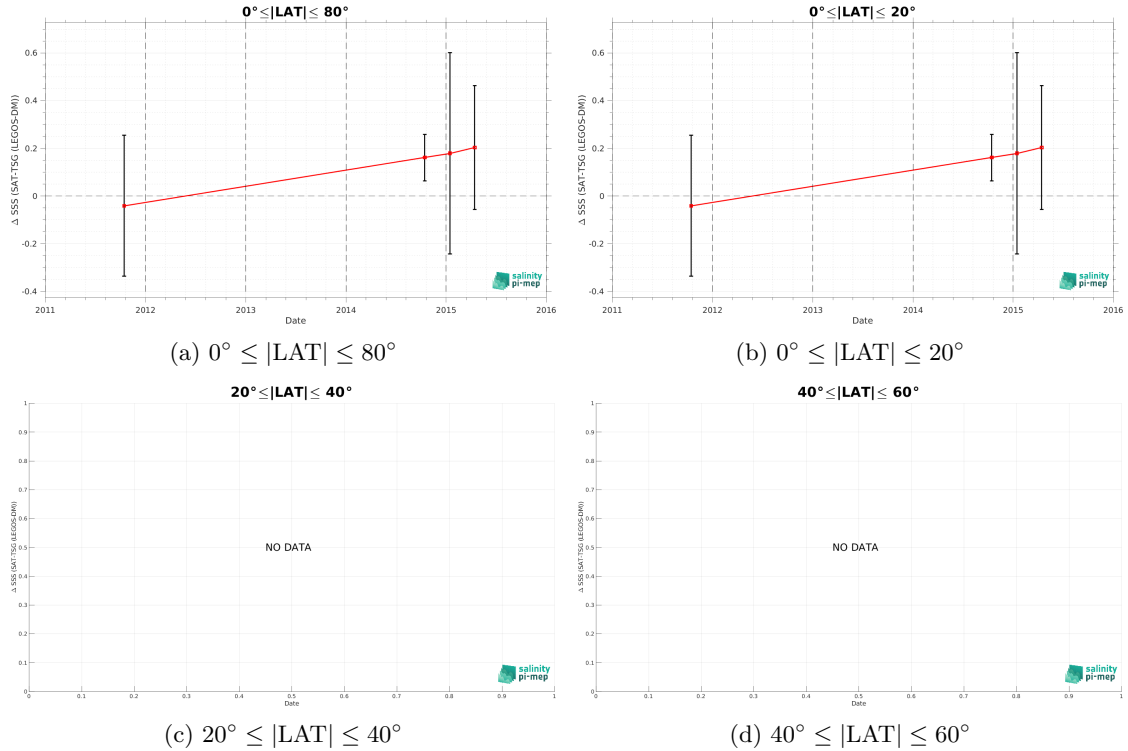 0°≤|LAT|≤ 80°
Δ SSS (SAT-TSG (LEGOS-DM))
0.6
0.4
0.2
0
-0.2
-0.4
2011 2012 2013 2014 2015 2016
Date
salinity
pi-mep
(a) 0° ≤ |LAT| ≤ 80°
0°≤|LAT|≤ 20°
Δ SSS (SAT-TSG (LEGOS-DM))
0.6
0.4
0.2
0
-0.2
-0.4
2011 2012 2013 2014 2015 2016
Date
salinity
pi-mep
(b) 0° ≤ |LAT| ≤ 20°
20°≤|LAT|≤ 40°
Δ SSS (SAT-TSG (LEGOS-DM))
1
0.9
0.8
0.7
0.6
0.5
0.4
0.3
0.2
0.1
0
NO DATA
0 0.1 0.2 0.3 0.4 0.5 0.6 0.7 0.8 0.9 1
Date
salinity
pi-mep
(c) 20° ≤ |LAT| ≤ 40°
40°≤|LAT|≤ 60°
Δ SSS (SAT-TSG (LEGOS-DM))
1
0.9
0.8
0.7
0.6
0.5
0.4
0.3
0.2
0.1
0
NO DATA
0 0.1 0.2 0.3 0.4 0.5 0.6 0.7 0.8 0.9 1
Date
salinity
pi-mep
(d) 40° ≤ |LAT| ≤ 60°